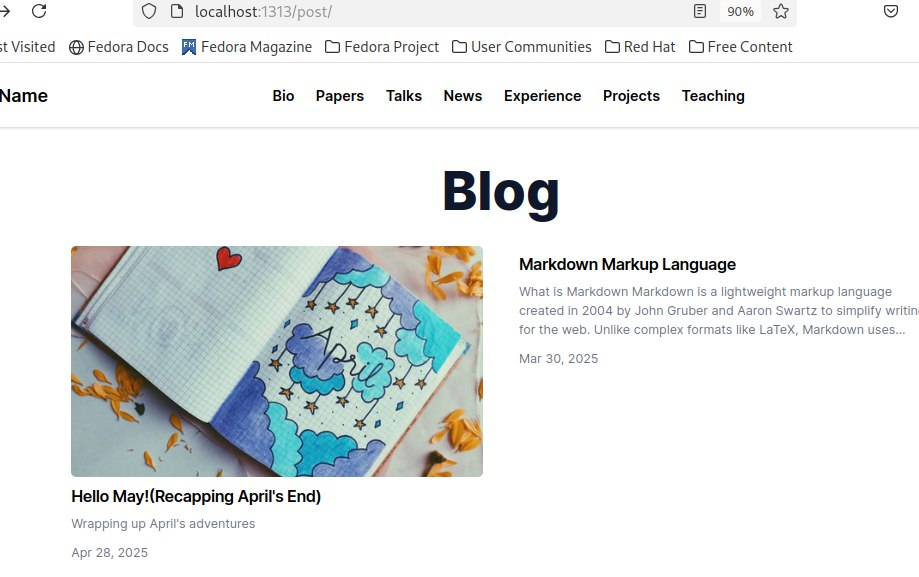 localhost:1313/post/
90%
st Visited Fedora Docs FM Fedora Magazine Fedora Project User Communities Red Hat Free Content
Name
Bio Papers Talks News Experience Projects Teaching
Blog
April
Hello May!(Recapping April's End)
Wrapping up April's adventures
Apr 28, 2025
Markdown Markup Language
What is Markdown Markdown is a lightweight markup language
created in 2004 by John Gruber and Aaron Swartz to simplify writing
for the web. Unlike complex formats like LaTeX, Markdown uses...
Mar 30, 2025